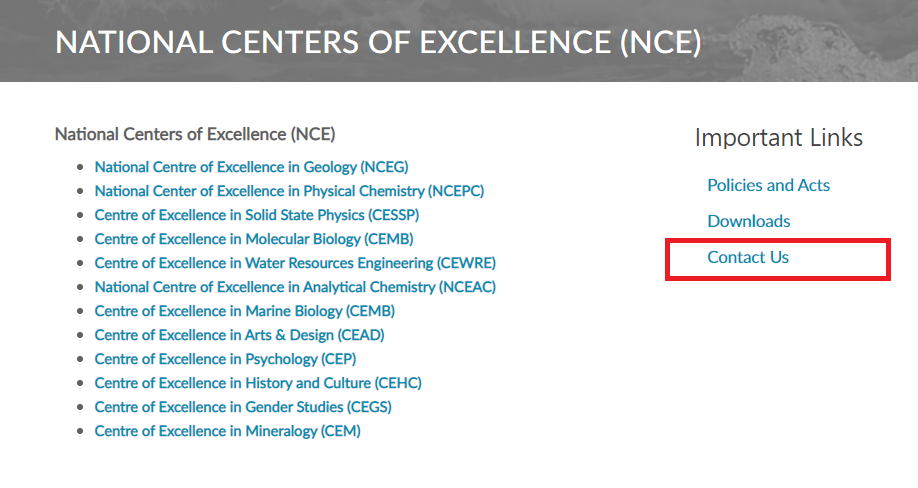 NATIONAL CENTERS OF EXCELLENCE (NCE)
National Centers of Excellence (NCE)
National Centre of Excellence in Geology (NCEG)
National Center of Excellence in Physical Chemistry (NCEPC)
Centre of Excellence in Solid State Physics (CESSP)
Centre of Excellence in Molecular Biology (CEMB)
Centre of Excellence in Water Resources Engineering (CEWRE)
National Centre of Excellence in Analytical Chemistry (NCEAC)
Centre of Excellence in Marine Biology (CEMB)
Centre of Excellence in Arts & Design (CEAD)
Centre of Excellence in Psychology (CEP)
Centre of Excellence in History and Culture (CEHC)
Centre of Excellence in Gender Studies (CEGS)
Centre of Excellence in Mineralogy (CEM)
Important Links
Policies and Acts
Downloads
Contact Us